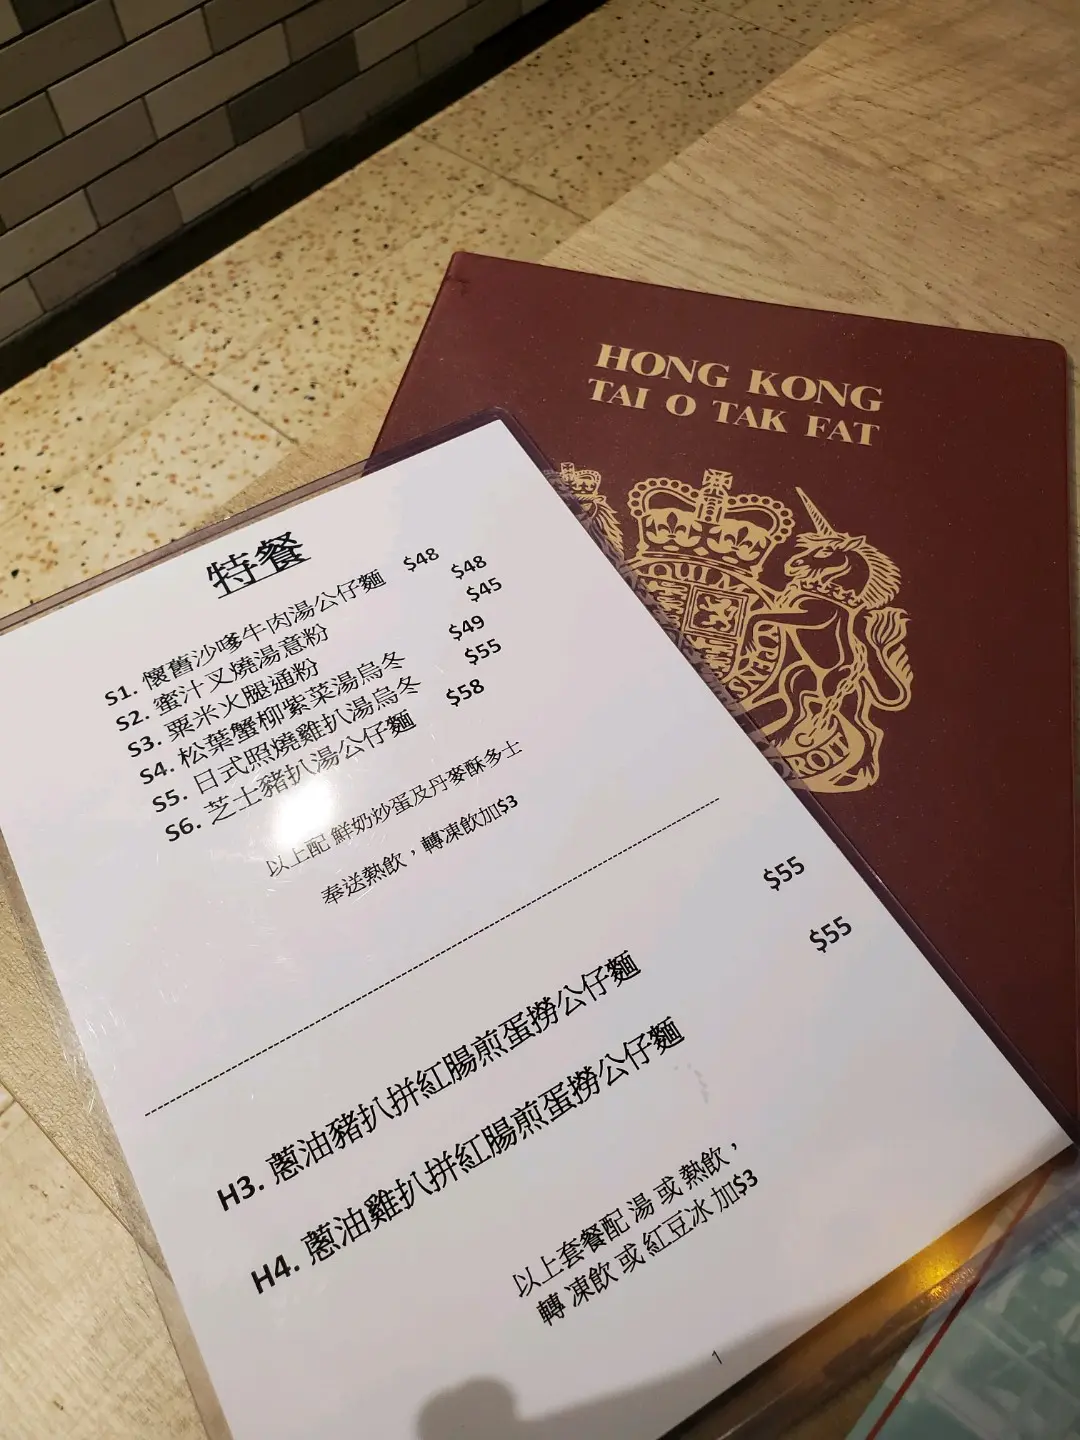 HONG KONG
TAI O TAK FAT
特餐
S1. 懷舊沙嗲牛肉湯公仔麵 $48
S2. 蜜汁叉燒湯意粉 $48
S3. 粟米火腿通粉 $45
S4. 松葉蟹柳紫菜湯烏冬 $49
S5. 日式照燒雞扒湯烏冬 $55
S6. 芝士豬扒湯公仔麵 $58
以上配 鮮奶炒蛋及丹麥酥多士
奉送熱飲，轉凍飲加$3
H3. 蔥油豬扒拼紅腸煎蛋撈公仔麵 $55
H4. 蔥油雞扒拼紅腸煎蛋撈公仔麵 $55
以上套餐配 湯 或 熱飲，
轉 凍飲 或 紅豆冰 加$3
1